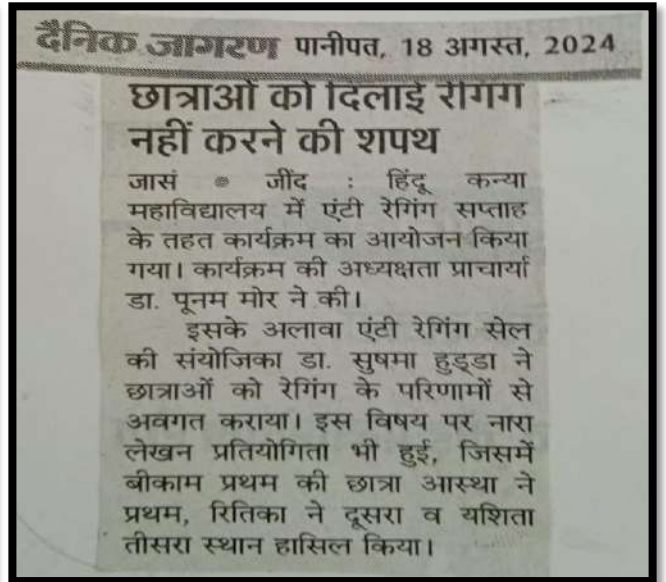 दैनिक जागरण पानीपत, 18 अगस्त, 2024
छात्राओं को दिलाई रैगिंग
नहीं करने की शपथ
जासं ● जींद : हिंदू कन्या
महाविद्यालय में एंटी रेगिंग सप्ताह
के तहत कार्यक्रम का आयोजन किया
गया। कार्यक्रम की अध्यक्षता प्राचार्या
डा. पूनम मोर ने की।
इसके अलावा एंटी रेगिंग सेल
की संयोजिका डा. सुषमा हुड्डा ने
छात्राओं को रेगिंग के परिणामों से
अवगत कराया। इस विषय पर नारा
लेखन प्रतियोगिता भी हुई, जिसमें
बीकाम प्रथम की छात्रा आस्था ने
प्रथम, रितिका ने दूसरा व यशिता
तीसरा स्थान हासिल किया।